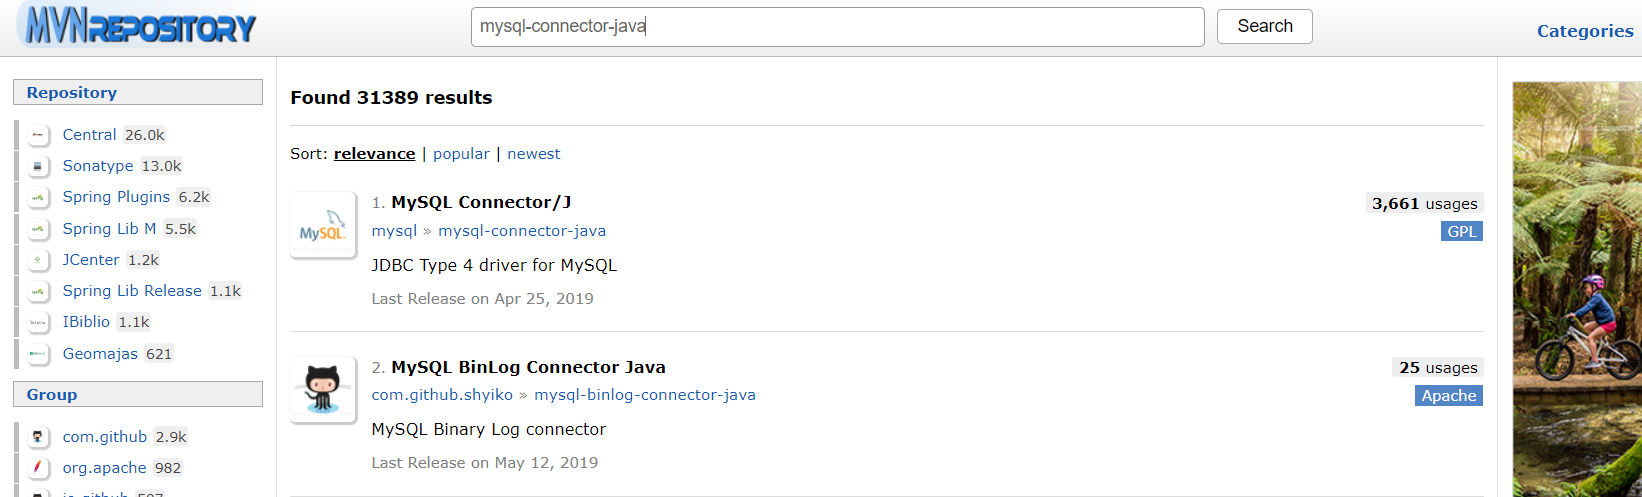 MVNREPOSITORY
mysql-connector-java
Search
Categories
Repository
Central 26.0k
Sonatype 13.0k
Spring Plugins 6.2k
Spring Lib M 5.5k
JCenter 1.2k
Spring Lib Release 1.1k
IBiblio 1.1k
Geomajas 621
Group
com.github 2.9k
org.apache 982
Found 31389 results
Sort: relevance | popular | newest
1. MySQL Connector/J
3,661 usages
mysql » mysql-connector-java
GPL
MySQL
JDBC Type 4 driver for MySQL
Last Release on Apr 25, 2019
2. MySQL BinLog Connector Java
25 usages
com.github.shyiko » mysql-binlog-connector-java
Apache
MySQL Binary Log connector
Last Release on May 12, 2019